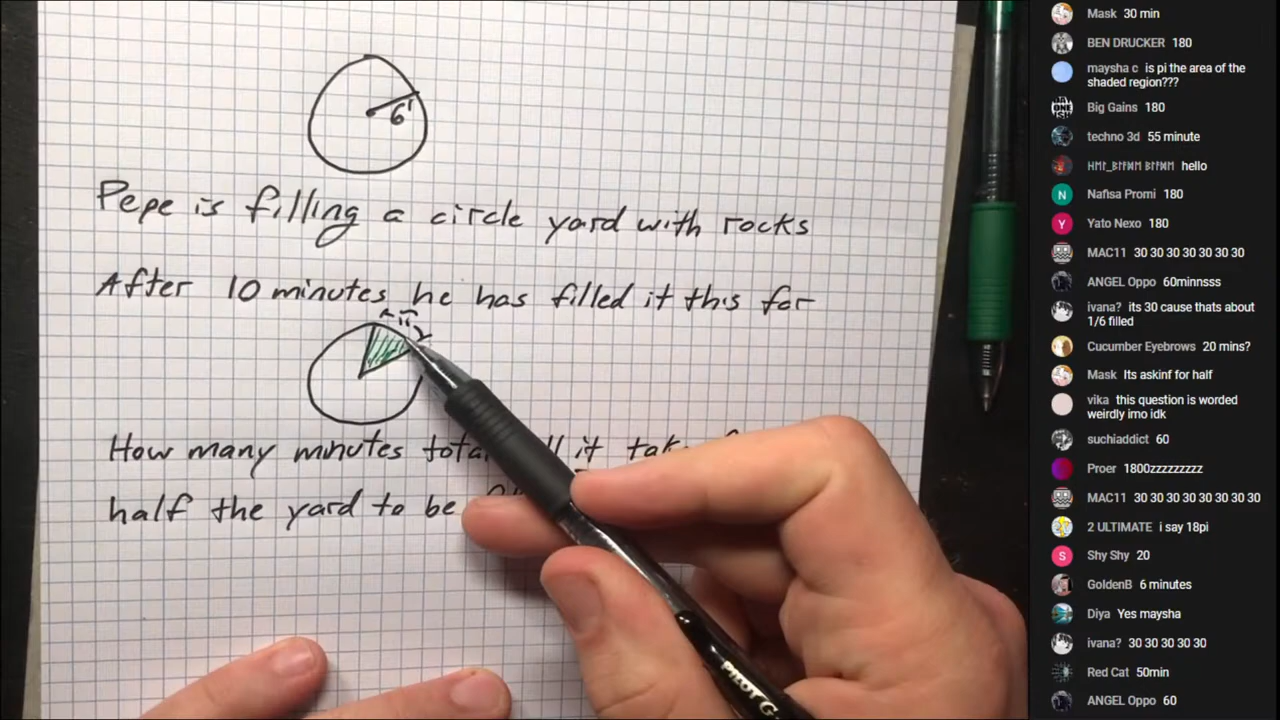 6'
Pepe is filling a circle yard with rocks
After 10 minutes he has filled it this far
π
How many minutes it
half the yard to be
PILOT G-
Mask 30 min
BEN DRUCKER 180
maysha c is pi the area of the
shaded region???
Big Gains 180
techno 3d 55 minute
hello
Nafisa Promi 180
Yato Nexo 180
MAC11 30 30 30 30 30 30 30
ANGEL Oppo 60minnsss
ivana? its 30 cause thats about
1/6 filled
Cucumber Eyebrows 20 mins?
Mask Its askinf for half
vika this question is worded
weirdly imo idk
suchiaddict 60
Proer 1800zzzzzzzzz
MAC11 30 30 30 30 30 30 30 30
2 ULTIMATE i say 18pi
Shy Shy 20
GoldenB 6 minutes
Diya Yes maysha
ivana? 30 30 30 30 30
Red Cat 50min
ANGEL Oppo 60